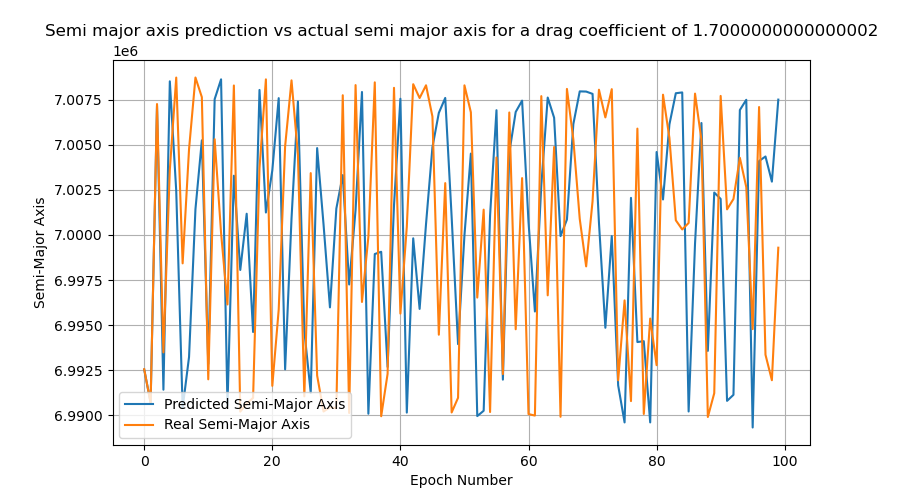 Semi major axis prediction vs actual semi major axis for a drag coefficient of 1.7000000000000002
1e6
7.0075
7.0050
7.0025
7.0000
6.9975
6.9950
6.9925
6.9900
Semi-Major Axis
Predicted Semi-Major Axis
Real Semi-Major Axis
0 20 40 60 80 100
Epoch Number